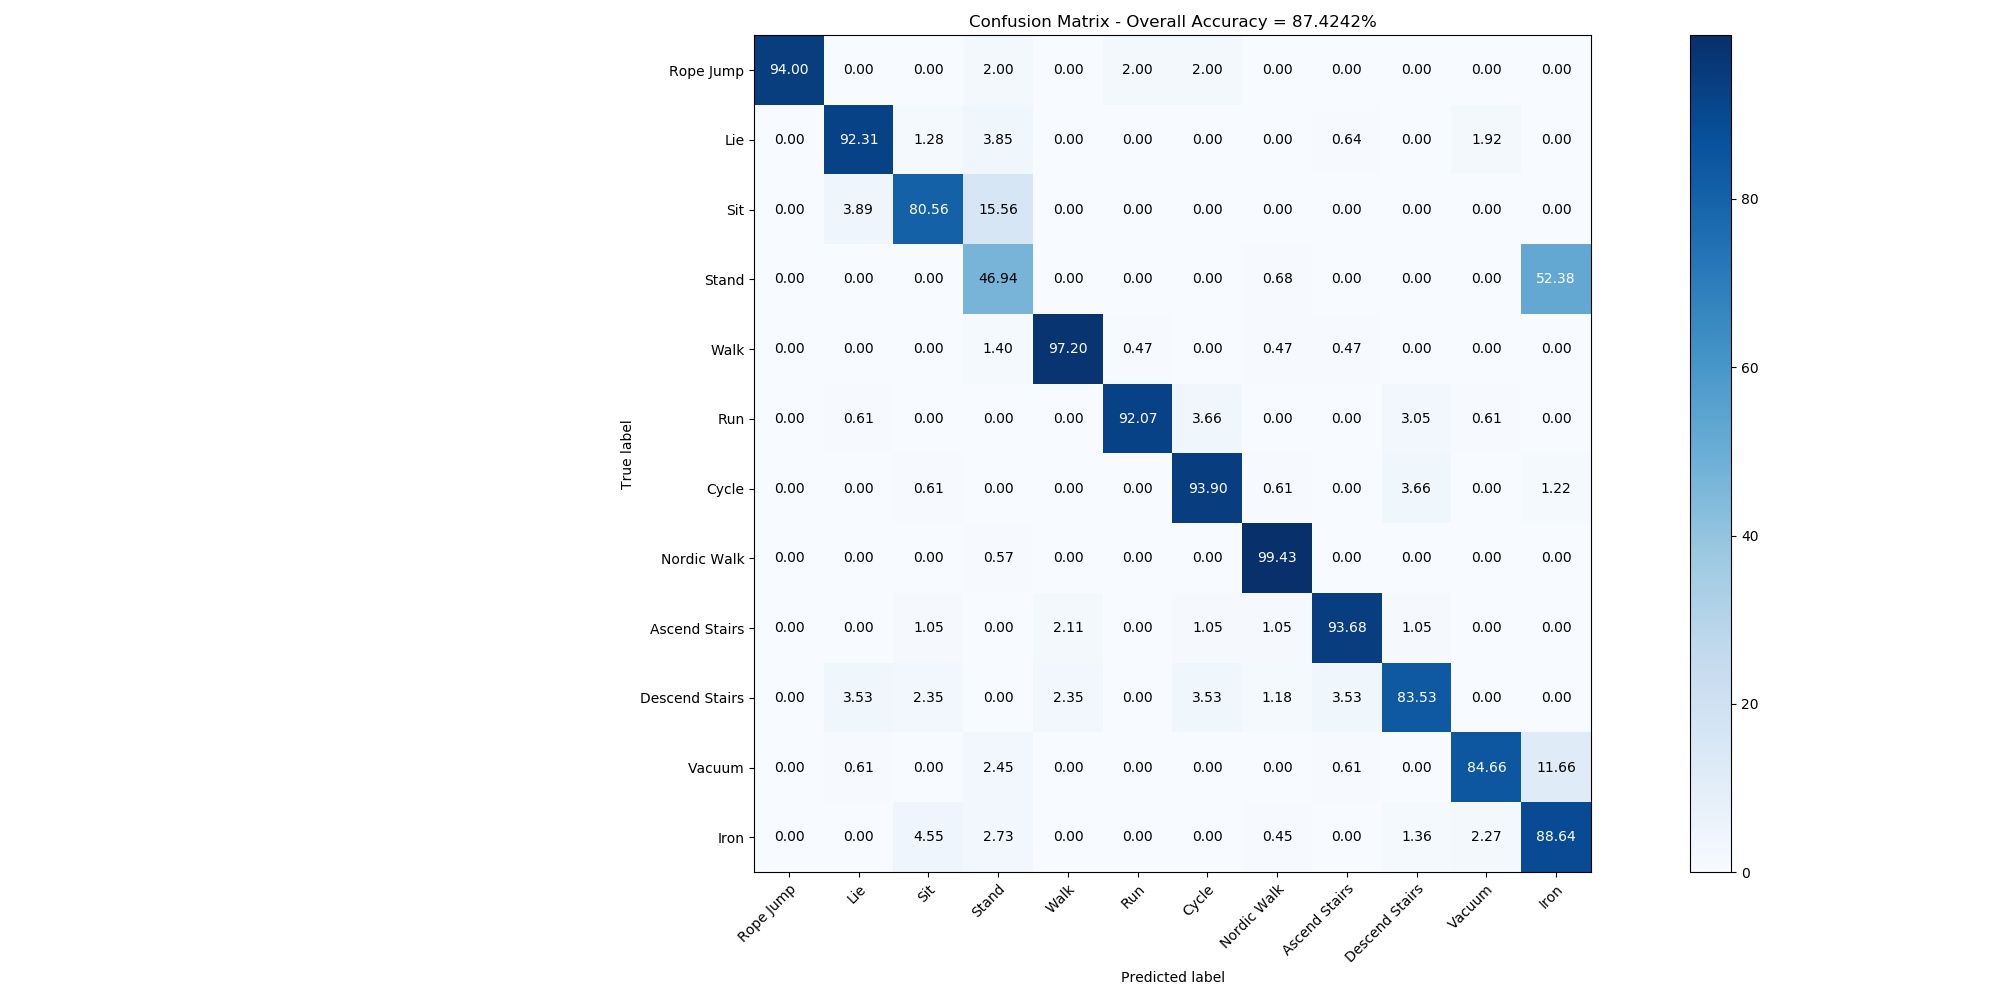 Confusion Matrix - Overall Accuracy = 87.4242%
Rope Jump 94.00 0.00 0.00 2.00 0.00 2.00 2.00 0.00 0.00 0.00 0.00 0.00
Lie 0.00 92.31 1.28 3.85 0.00 0.00 0.00 0.00 0.64 0.00 1.92 0.00
Sit 0.00 3.89 80.56 15.56 0.00 0.00 0.00 0.00 0.00 0.00 0.00 0.00
Stand 0.00 0.00 0.00 46.94 0.00 0.00 0.00 0.68 0.00 0.00 0.00 52.38
Walk 0.00 0.00 0.00 1.40 97.20 0.47 0.00 0.47 0.47 0.00 0.00 0.00
Run 0.00 0.61 0.00 0.00 0.00 92.07 3.66 0.00 0.00 3.05 0.61 0.00
Cycle 0.00 0.00 0.61 0.00 0.00 0.00 93.90 0.61 0.00 3.66 0.00 1.22
Nordic Walk 0.00 0.00 0.00 0.57 0.00 0.00 0.00 99.43 0.00 0.00 0.00 0.00
Ascend Stairs 0.00 0.00 1.05 0.00 2.11 0.00 1.05 1.05 93.68 1.05 0.00 0.00
Descend Stairs 0.00 3.53 2.35 0.00 2.35 0.00 3.53 1.18 3.53 83.53 0.00 0.00
Vacuum 0.00 0.61 0.00 2.45 0.00 0.00 0.00 0.00 0.61 0.00 84.66 11.66
Iron 0.00 0.00 4.55 2.73 0.00 0.00 0.00 0.45 0.00 1.36 2.27 88.64
Rope Jump Lie Sit Stand Walk Run Cycle Nordic Walk Ascend Stairs Descend Stairs Vacuum Iron
Predicted label
True label
80
60
40
20
0